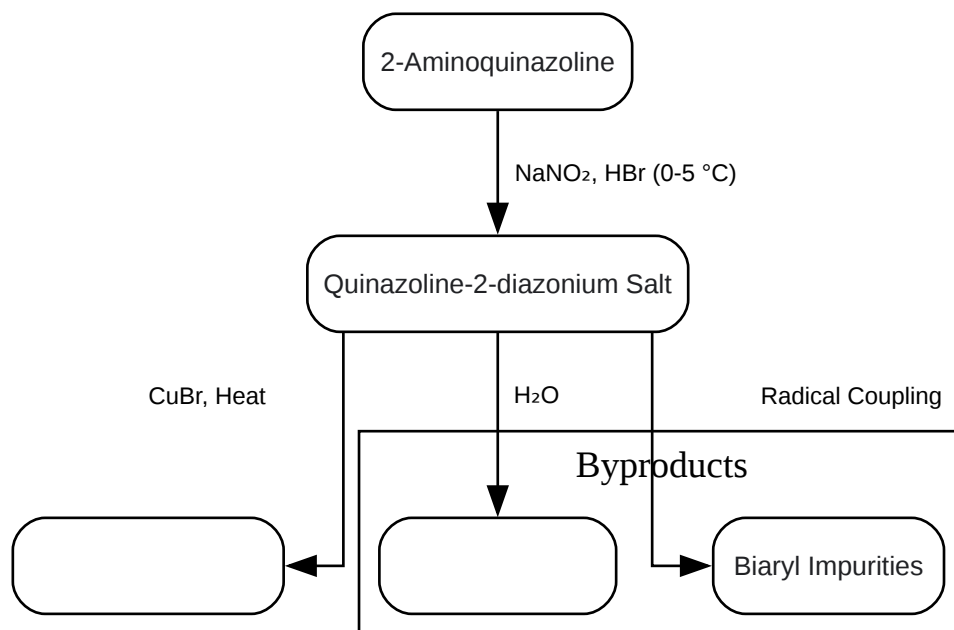 2-Aminoquinazoline
NaNO₂, HBr (0-5 °C)
Quinazoline-2-diazonium Salt
CuBr, Heat
H₂O
Radical Coupling
Byproducts
Biaryl Impurities